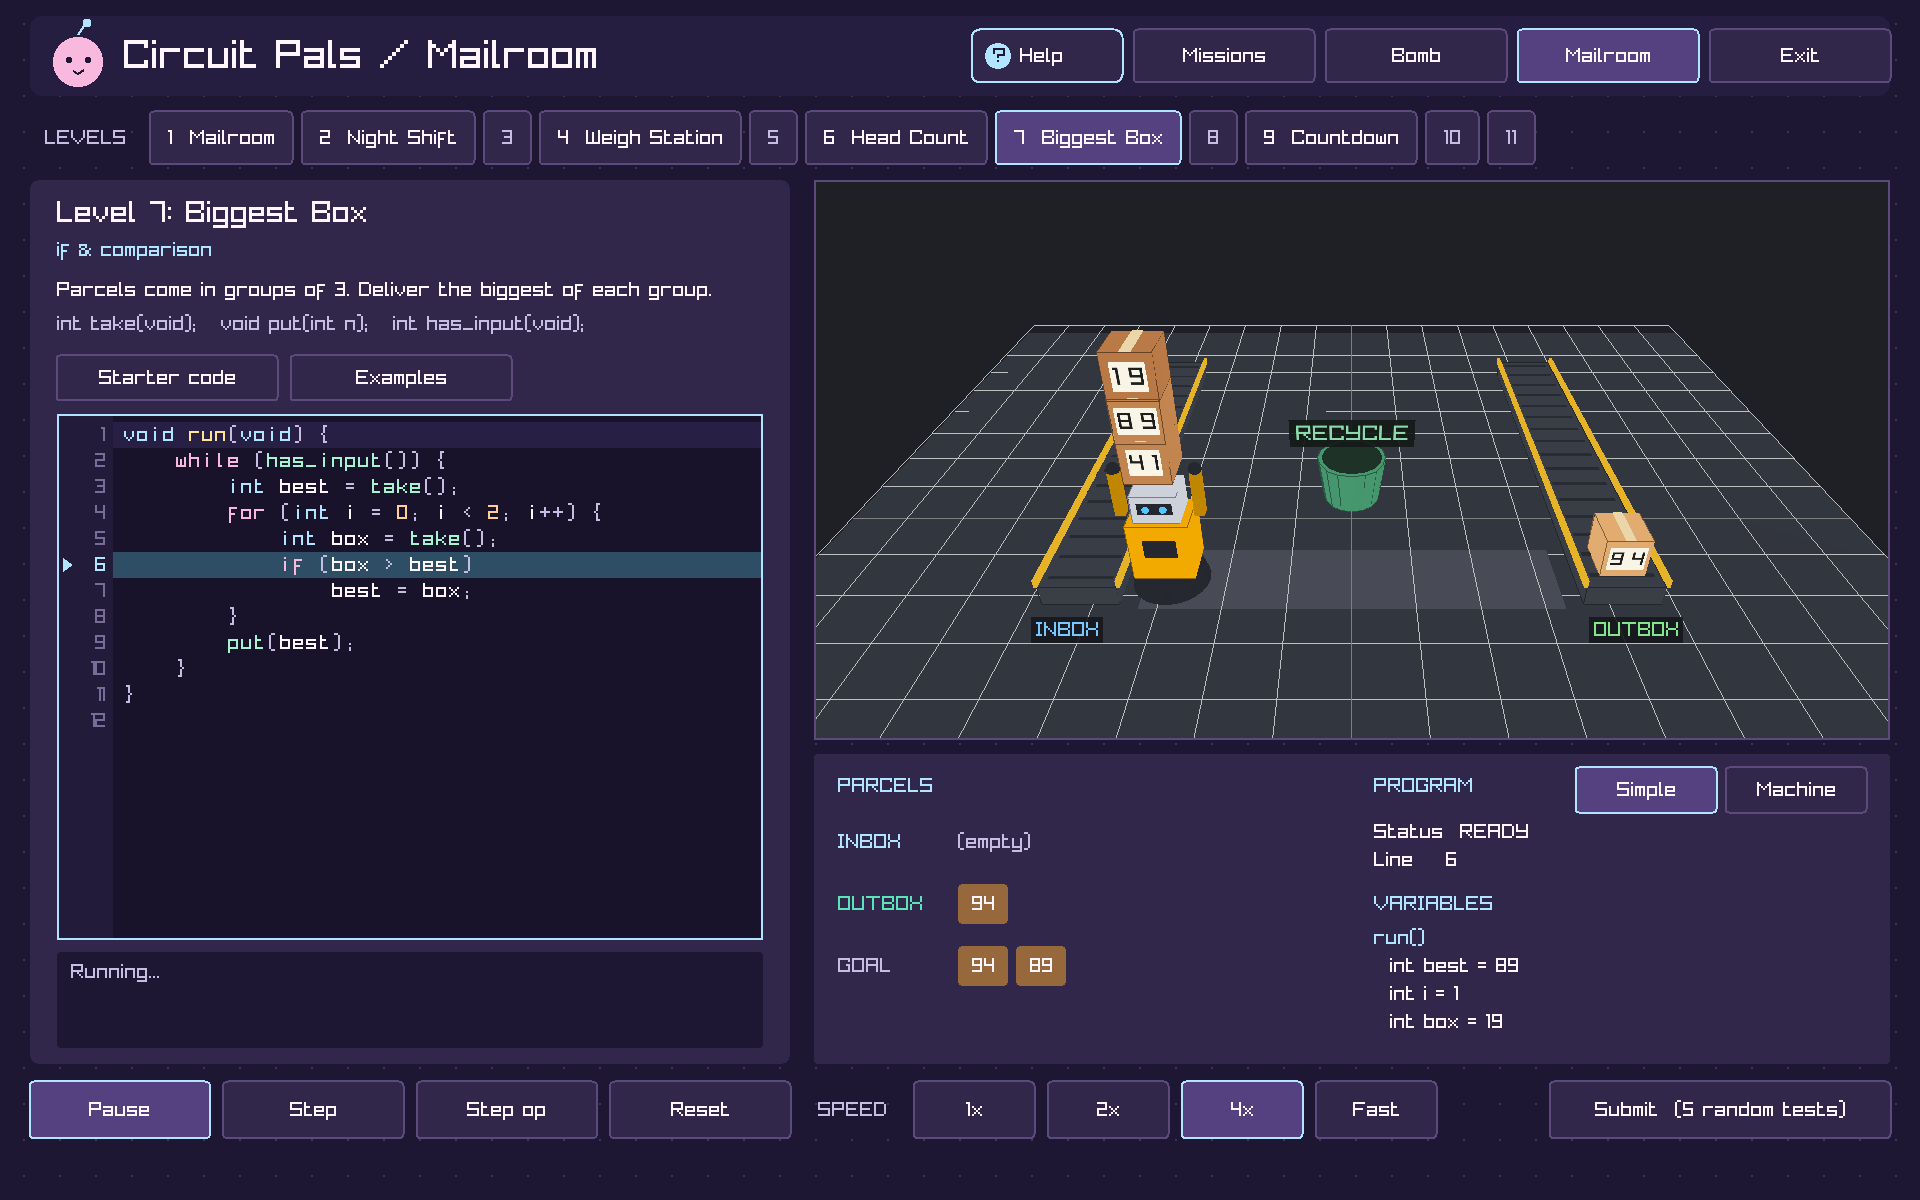 Circuit Pals / Mailroom
? Help
Missions
Bomb
Mailroom
Exit
LEVELS
1 Mailroom
2 Night Shift
3
4 Weigh Station
5
6 Head Count
7 Biggest Box
8
9 Countdown
10
11
Level 7: Biggest Box
if & comparison
Parcels come in groups of 3. Deliver the biggest of each group.
int take(void);   void put(int n);   int has_input(void);
Starter code
Examples
1 void run(void) {
2     while (has_input()) {
3         int best = take();
4         for (int i = 0; i < 2; i++) {
5             int box = take();
6             if (box > best)
7                 best = box;
8         }
9         put(best);
10     }
11 }
12
Running...
19
89
41
RECYCLE
94
INBOX
OUTBOX
PARCELS
INBOX (empty)
OUTBOX 94
GOAL 94 89
PROGRAM
Simple
Machine
Status READY
Line 6
VARIABLES
run()
int best = 89
int i = 1
int box = 19
Pause
Step
Step op
Reset
SPEED
1x
2x
4x
Fast
Submit (5 random tests)